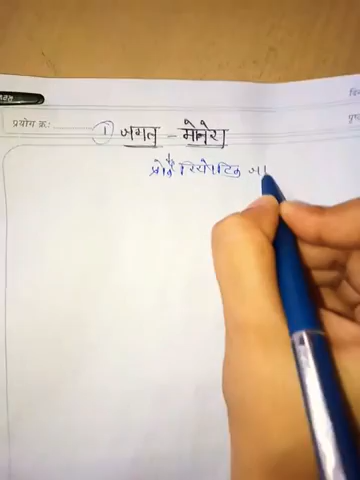 प्रयोग क्र.
① जगत - मोनेरा
प्रोकैरियोटिक जा